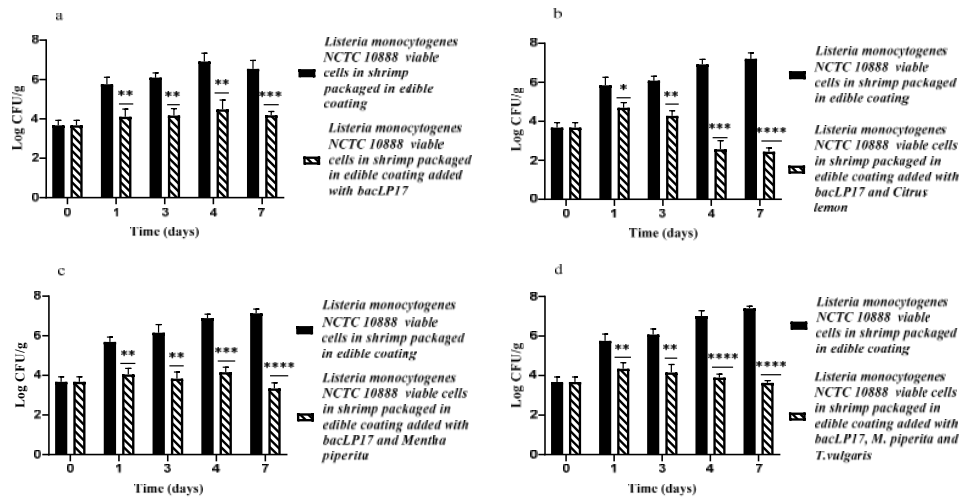 a
8
6
4
2
0
Log CFU/g
** ** ** ***
0 1 3 4 7
Time (days)
Listeria monocytogenes
NCTC 10888 viable
cells in shrimp
packaged in edible
coating
Listeria monocytogenes
NCTC 10888 viable
cells in shrimp packaged
in edible coating added
with bacLP17
b
8
6
4
2
0
Log CFU/g
* ** *** ****
0 1 3 4 7
Time (days)
Listeria monocytogenes
NCTC 10888 viable
cells in shrimp packaged
in edible coating
Listeria monocytogenes
NCTC 10888 viable cells
in shrimp packaged in
edible coating added with
bacLP17 and Citrus
lemon
c
8
6
4
2
0
Log CFU/g
** ** *** ****
0 1 3 4 7
Time (days)
Listeria monocytogenes
NCTC 10888 viable
cells in shrimp packaged
in edible coating
Listeria monocytogenes
NCTC 10888 viable cells
in shrimp packaged in
edible coating added with
bacLP17 and Mentha
piperita
d
8
6
4
2
0
Log CFU/g
** ** **** ****
0 1 3 4 7
Time (days)
Listeria monocytogenes
NCTC 10888 viable
cells in shrimp packaged
in edible coating
Listeria monocytogenes
NCTC 10888 viable cells
in shrimp packaged in
edible coating added with
bacLP17, M. piperita and
T.vulgaris